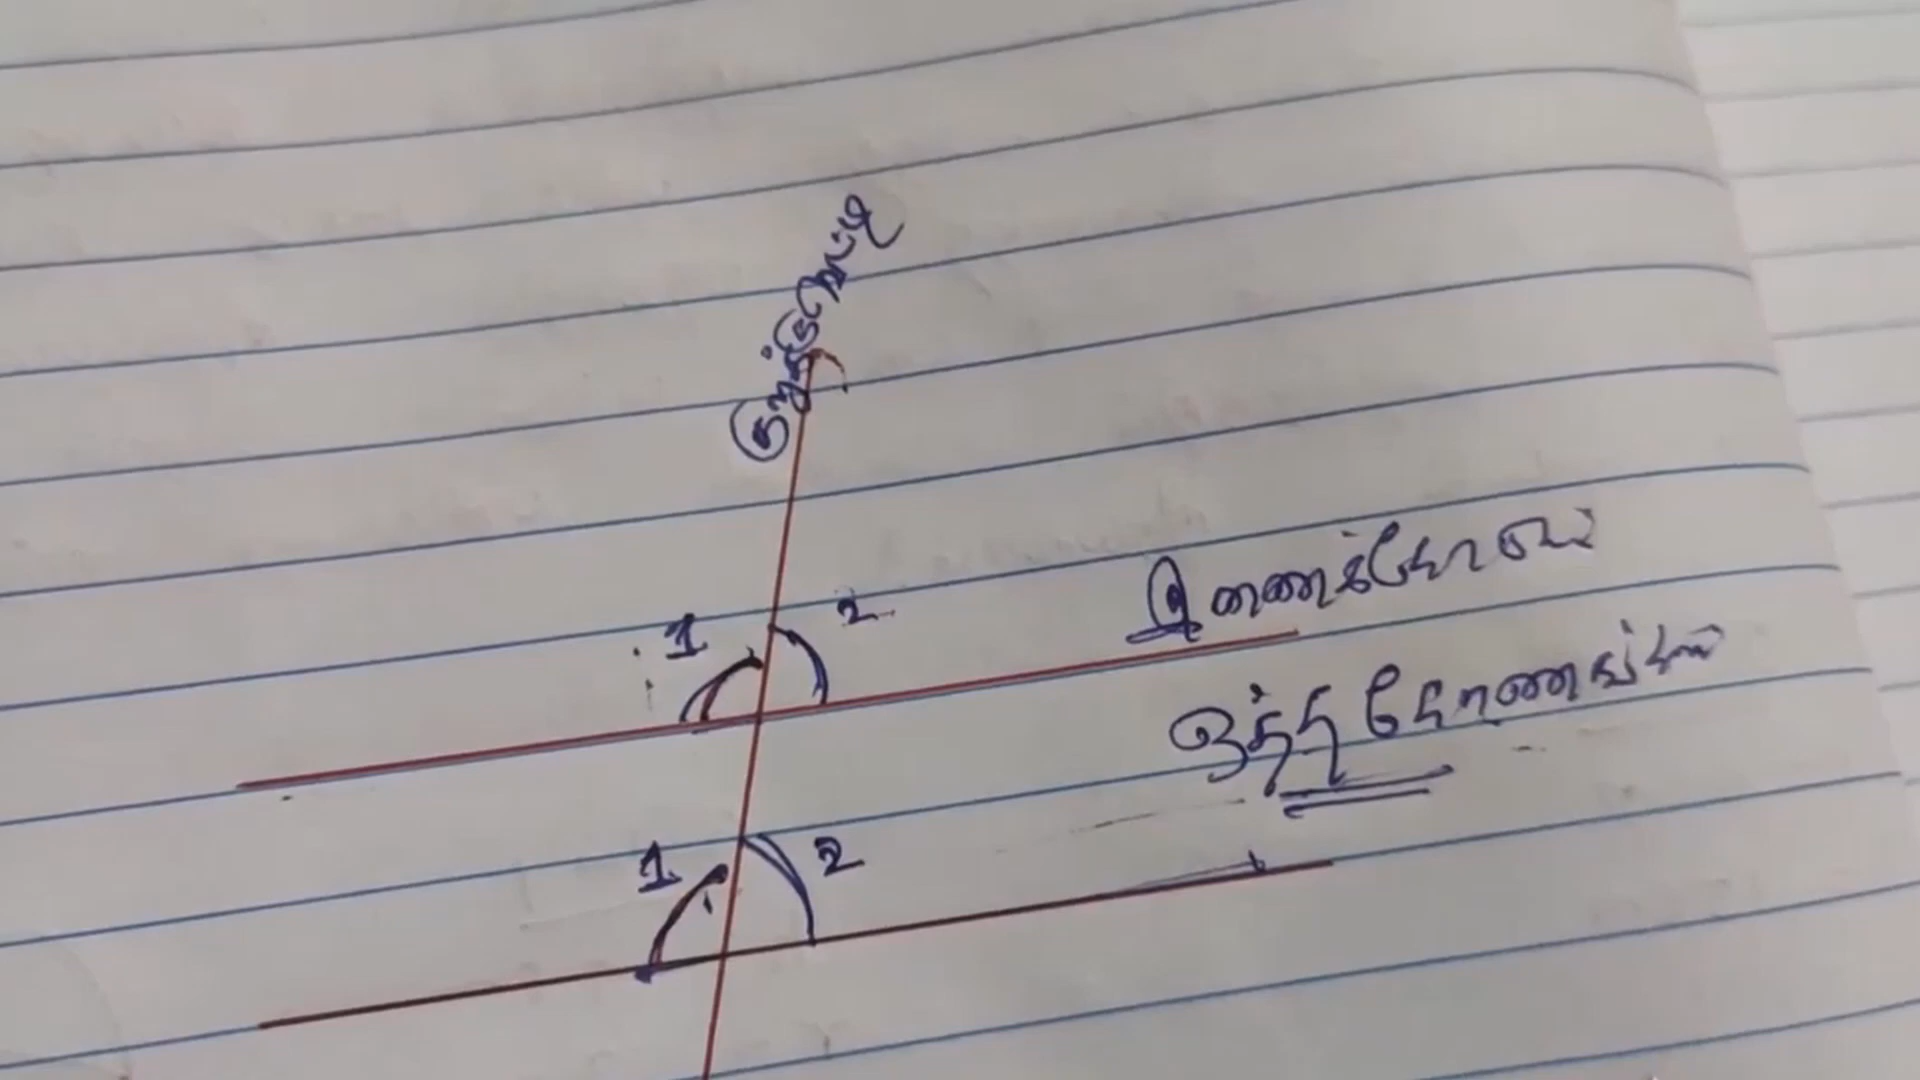 குறுக்கோட்டி
1 2
இணைக்கோடு
ஒத்த கோணங்கள்
1 2